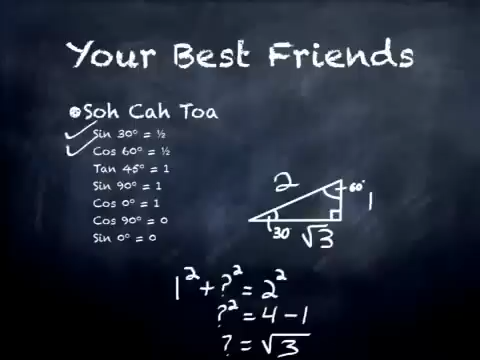 Your Best Friends
Soh Cah Toa
Sin 30° = ½
Cos 60° = ½
Tan 45° = 1
Sin 90° = 1
Cos 0° = 1
Cos 90° = 0
Sin 0° = 0
2
60°
1
30
√3
1² + ?² = 2²
?² = 4 - 1
? = √3